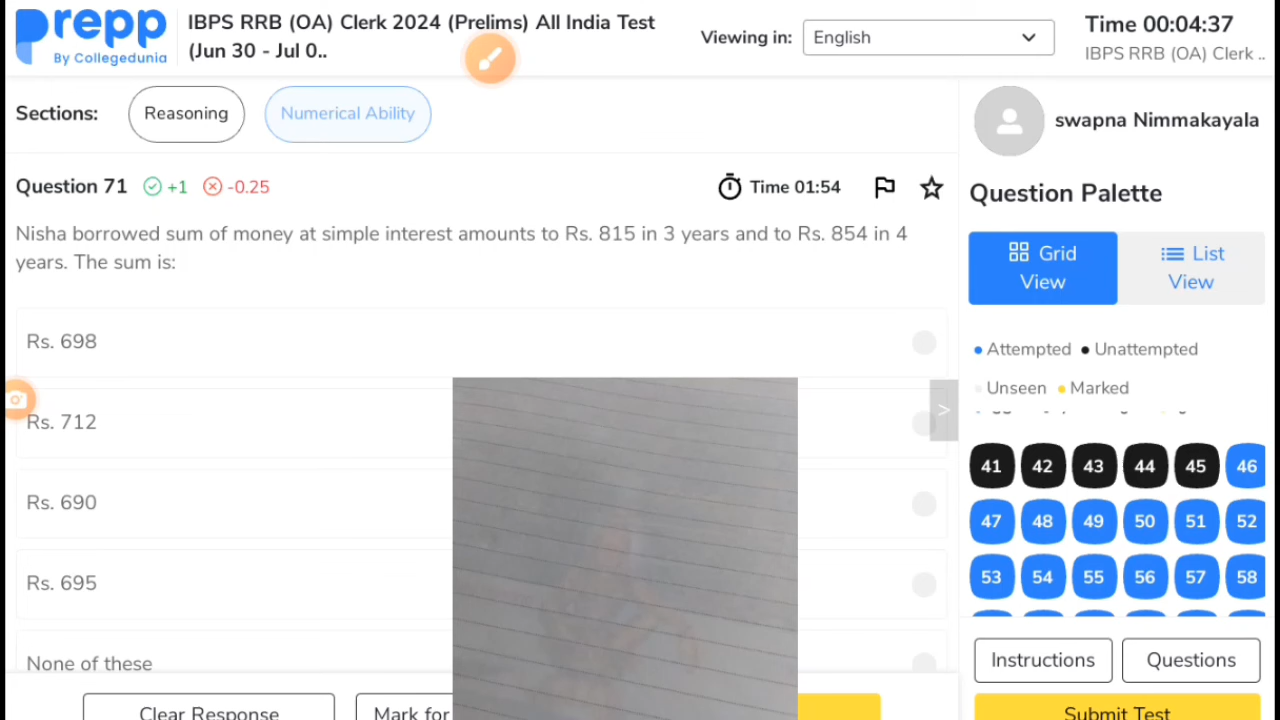 prepp
By Collegedunia
IBPS RRB (OA) Clerk 2024 (Prelims) All India Test
(Jun 30 - Jul 0..
Viewing in:
English
Time 00:04:37
IBPS RRB (OA) Clerk ..
Sections:
Reasoning
Numerical Ability
swapna Nimmakayala
Question 71
+1
-0.25
Time 01:54
Nisha borrowed sum of money at simple interest amounts to Rs. 815 in 3 years and to Rs. 854 in 4
years. The sum is:
Rs. 698
Rs. 712
Rs. 690
Rs. 695
None of these
Clear Response
Mark for
>
Question Palette
Grid
View
List
View
Attempted
Unattempted
Unseen
Marked
41 42 43 44 45 46
47 48 49 50 51 52
53 54 55 56 57 58
Instructions
Questions
Submit Test